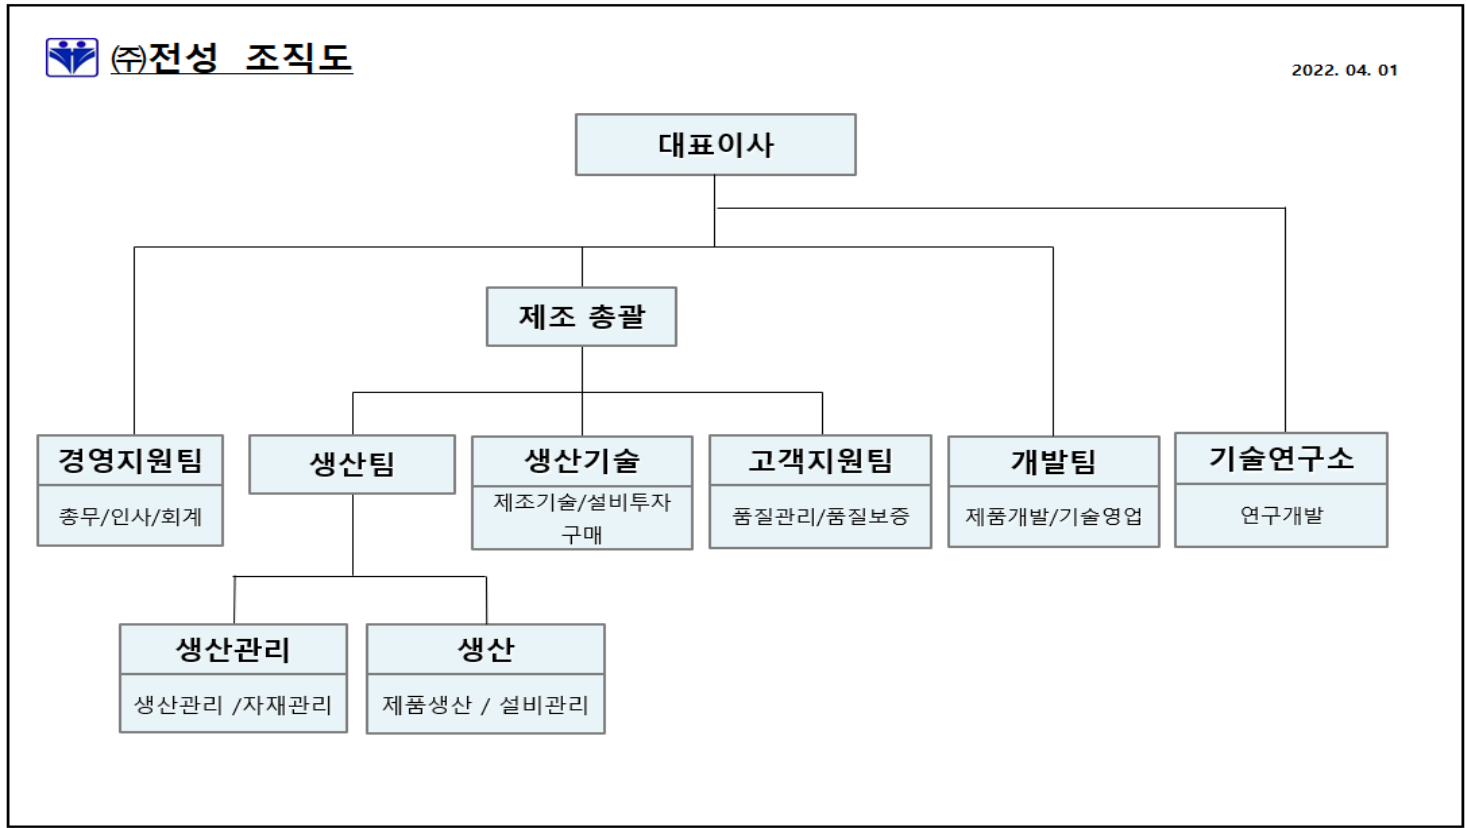 ㈜전성 조직도
2022. 04. 01
대표이사
제조 총괄
경영지원팀
총무/인사/회계
생산팀
생산기술
제조기술/설비투자
구매
고객지원팀
품질관리/품질보증
개발팀
제품개발/기술영업
기술연구소
연구개발
생산관리
생산관리 /자재관리
생산
제품생산 / 설비관리